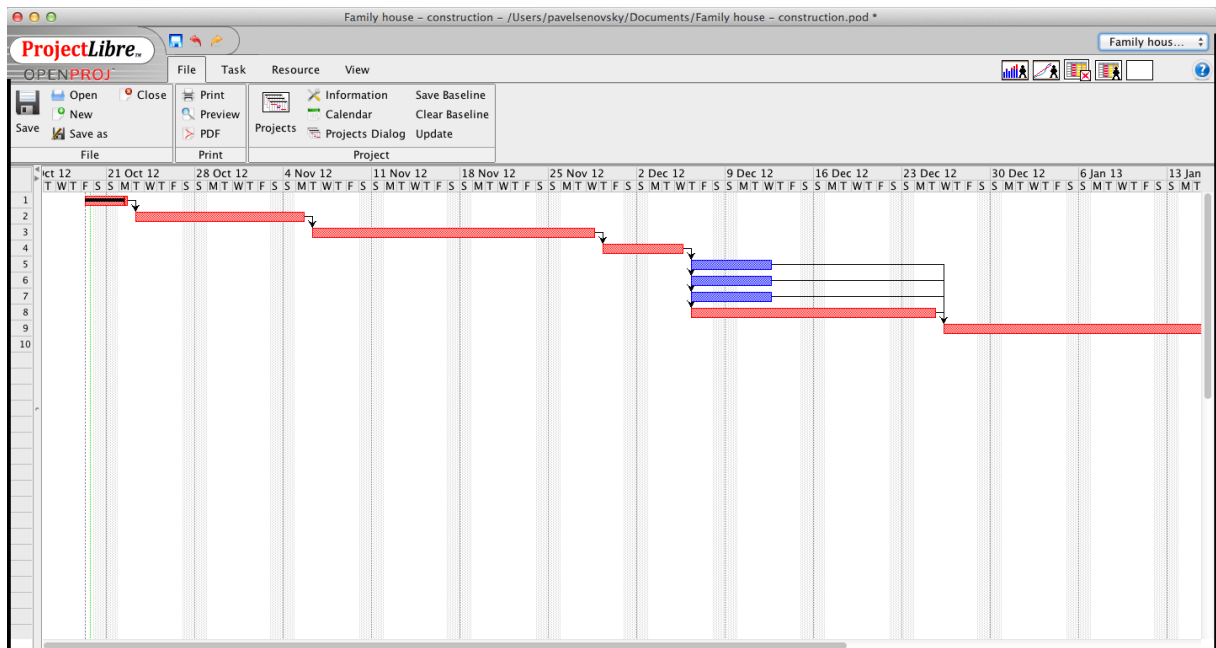 Family house – construction – /Users/pavelsenovsky/Documents/Family house – construction.pod *
ProjectLibre™
Family hous...
OPENPROJ
File Task Resource View
Open Close Print Information Save Baseline
New Preview Projects Calendar Clear Baseline
Save Save as PDF Projects Dialog Update
File Print Project
Oct 12 21 Oct 12 28 Oct 12 4 Nov 12 11 Nov 12 18 Nov 12 25 Nov 12 2 Dec 12 9 Dec 12 16 Dec 12 23 Dec 12 30 Dec 12 6 Jan 13 13 Jan
T W T F S S M T W T F S S M T W T F S S M T W T F S S M T W T F S S M T W T F S S M T W T F S S M T W T F S S M T W T F S S M T W T F S S M T W T F S S M T W T F S S M T W T F S S M T
1
2
3
4
5
6
7
8
9
10